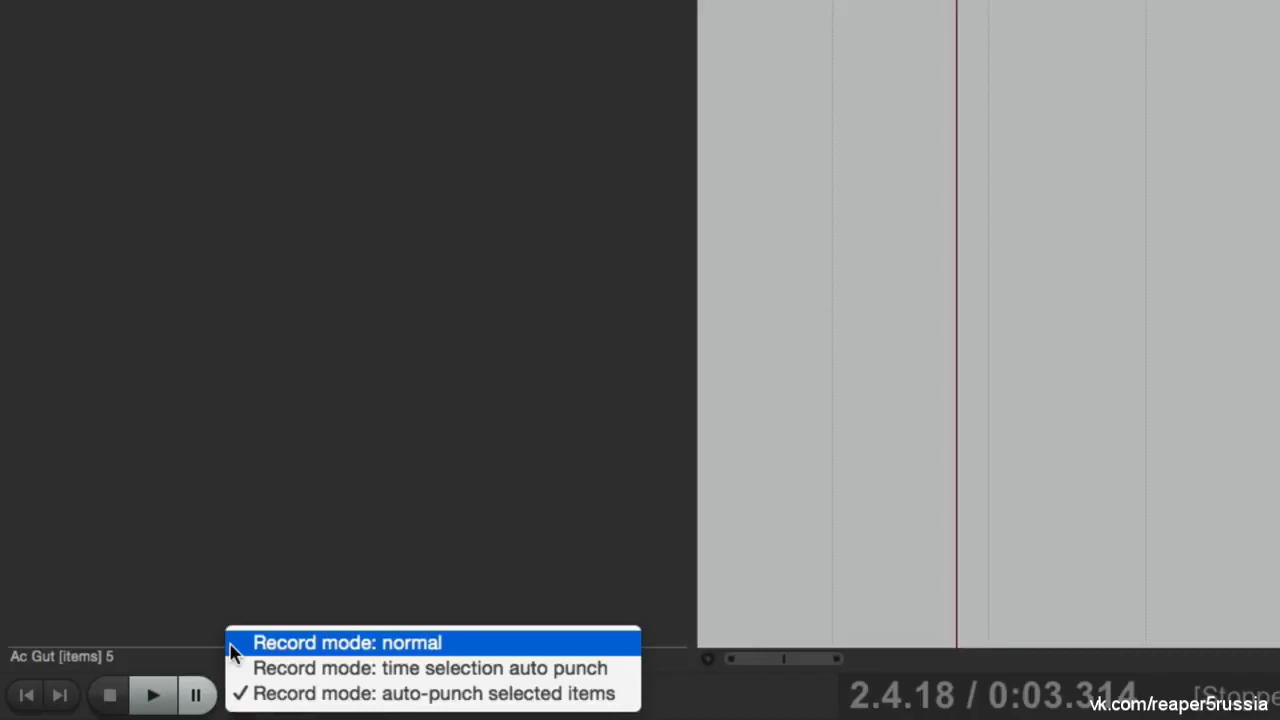 Record mode: normal
Ac Gut [items] 5
Record mode: time selection auto punch
✓ Record mode: auto-punch selected items
2.4.18 / 0:03.314
[Stoppe
vk.com/reaper5russia